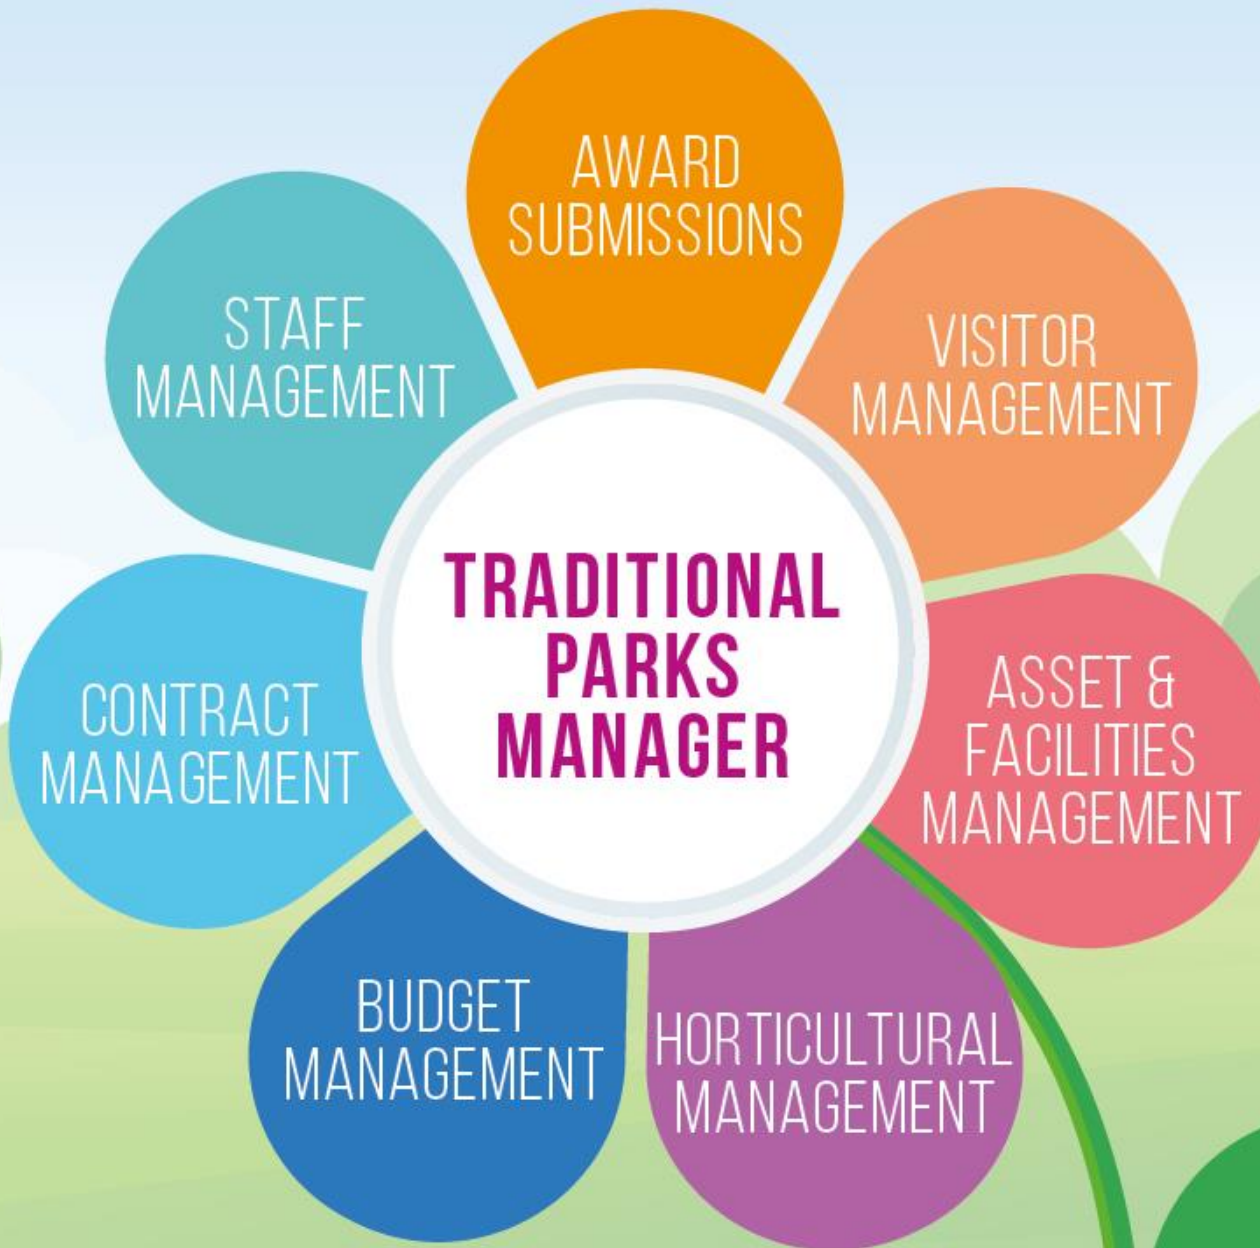 AWARD
SUBMISSIONS
STAFF
MANAGEMENT
VISITOR
MANAGEMENT
TRADITIONAL
PARKS
MANAGER
CONTRACT
MANAGEMENT
ASSET &
FACILITIES
MANAGEMENT
BUDGET
MANAGEMENT
HORTICULTURAL
MANAGEMENT